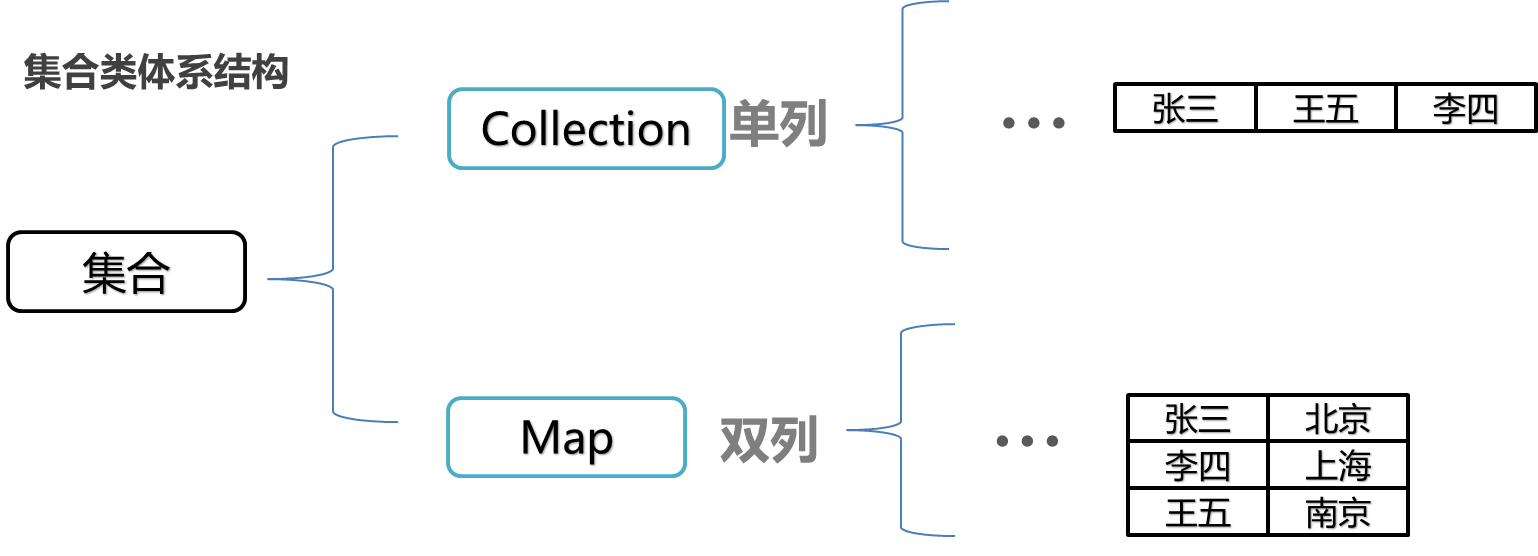 集合类体系结构
集合
Collection 单列
••• 
张三 王五 李四
Map 双列
•••
张三 北京
李四 上海
王五 南京